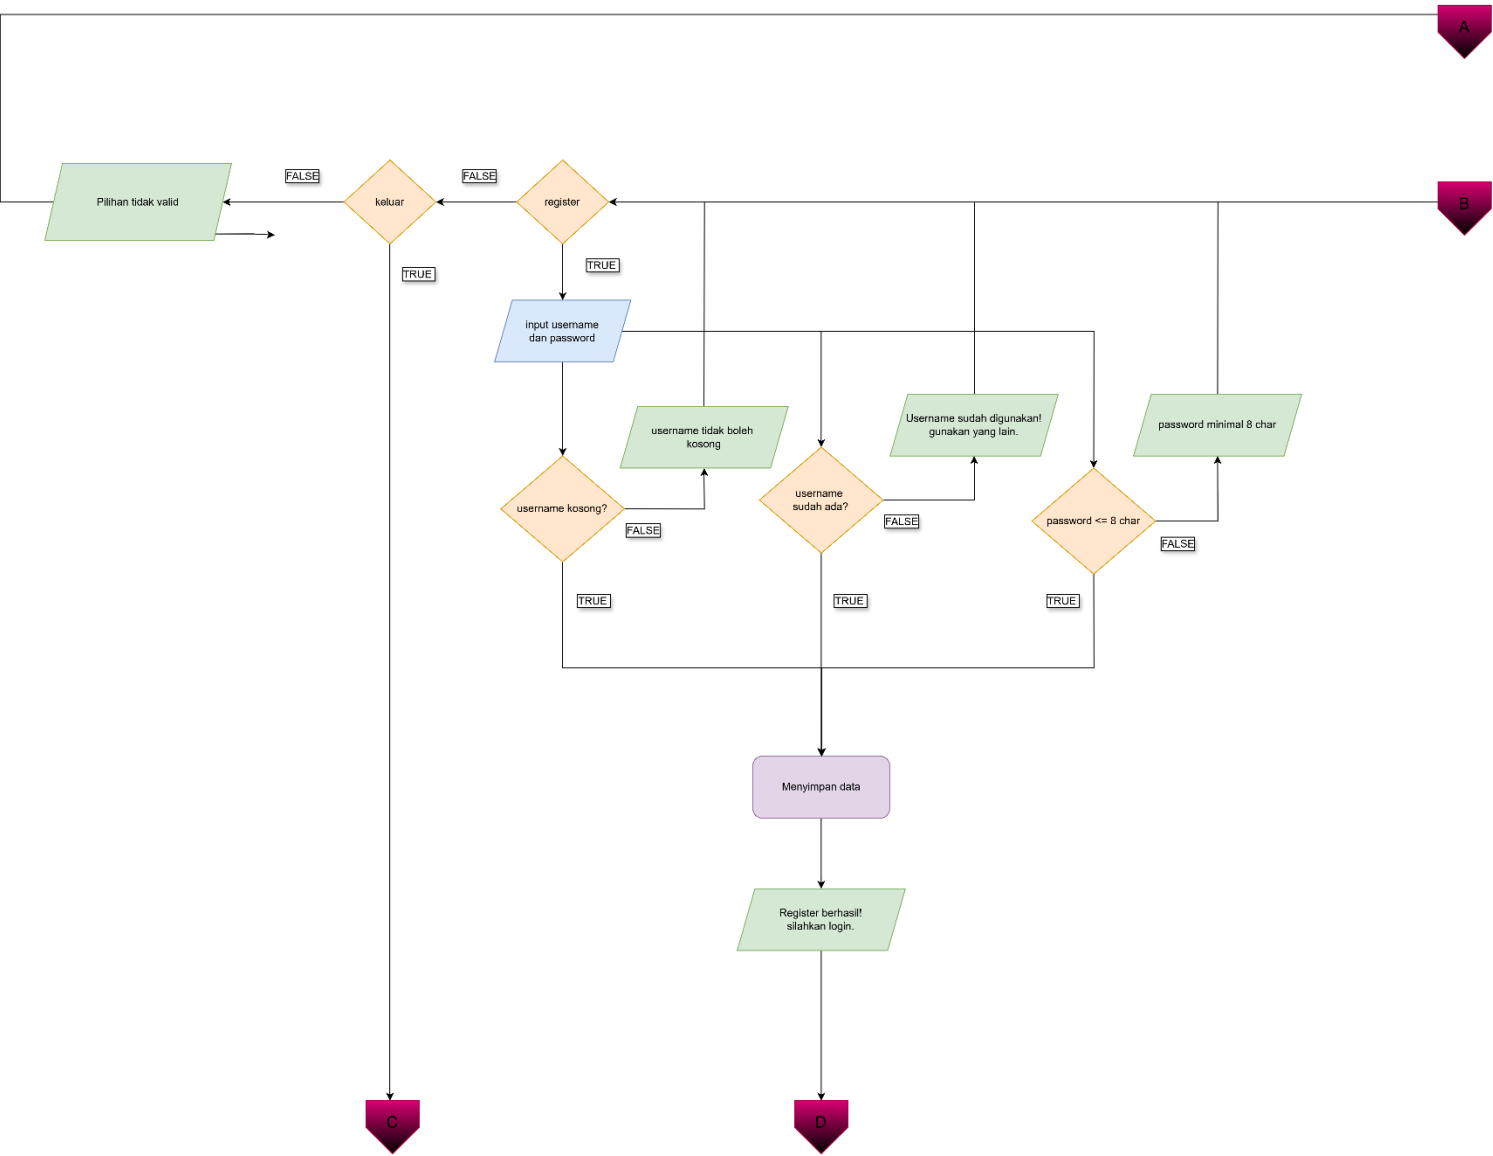 A
FALSE
FALSE
Pilihan tidak valid
keluar
register
B
TRUE
TRUE
input username
dan password
username tidak boleh
kosong
Username sudah digunakan!
gunakan yang lain.
password minimal 8 char
username kosong?
username
sudah ada?
password <= 8 char
FALSE
FALSE
FALSE
TRUE
TRUE
TRUE
Menyimpan data
Register berhasil!
silahkan login.
C
D